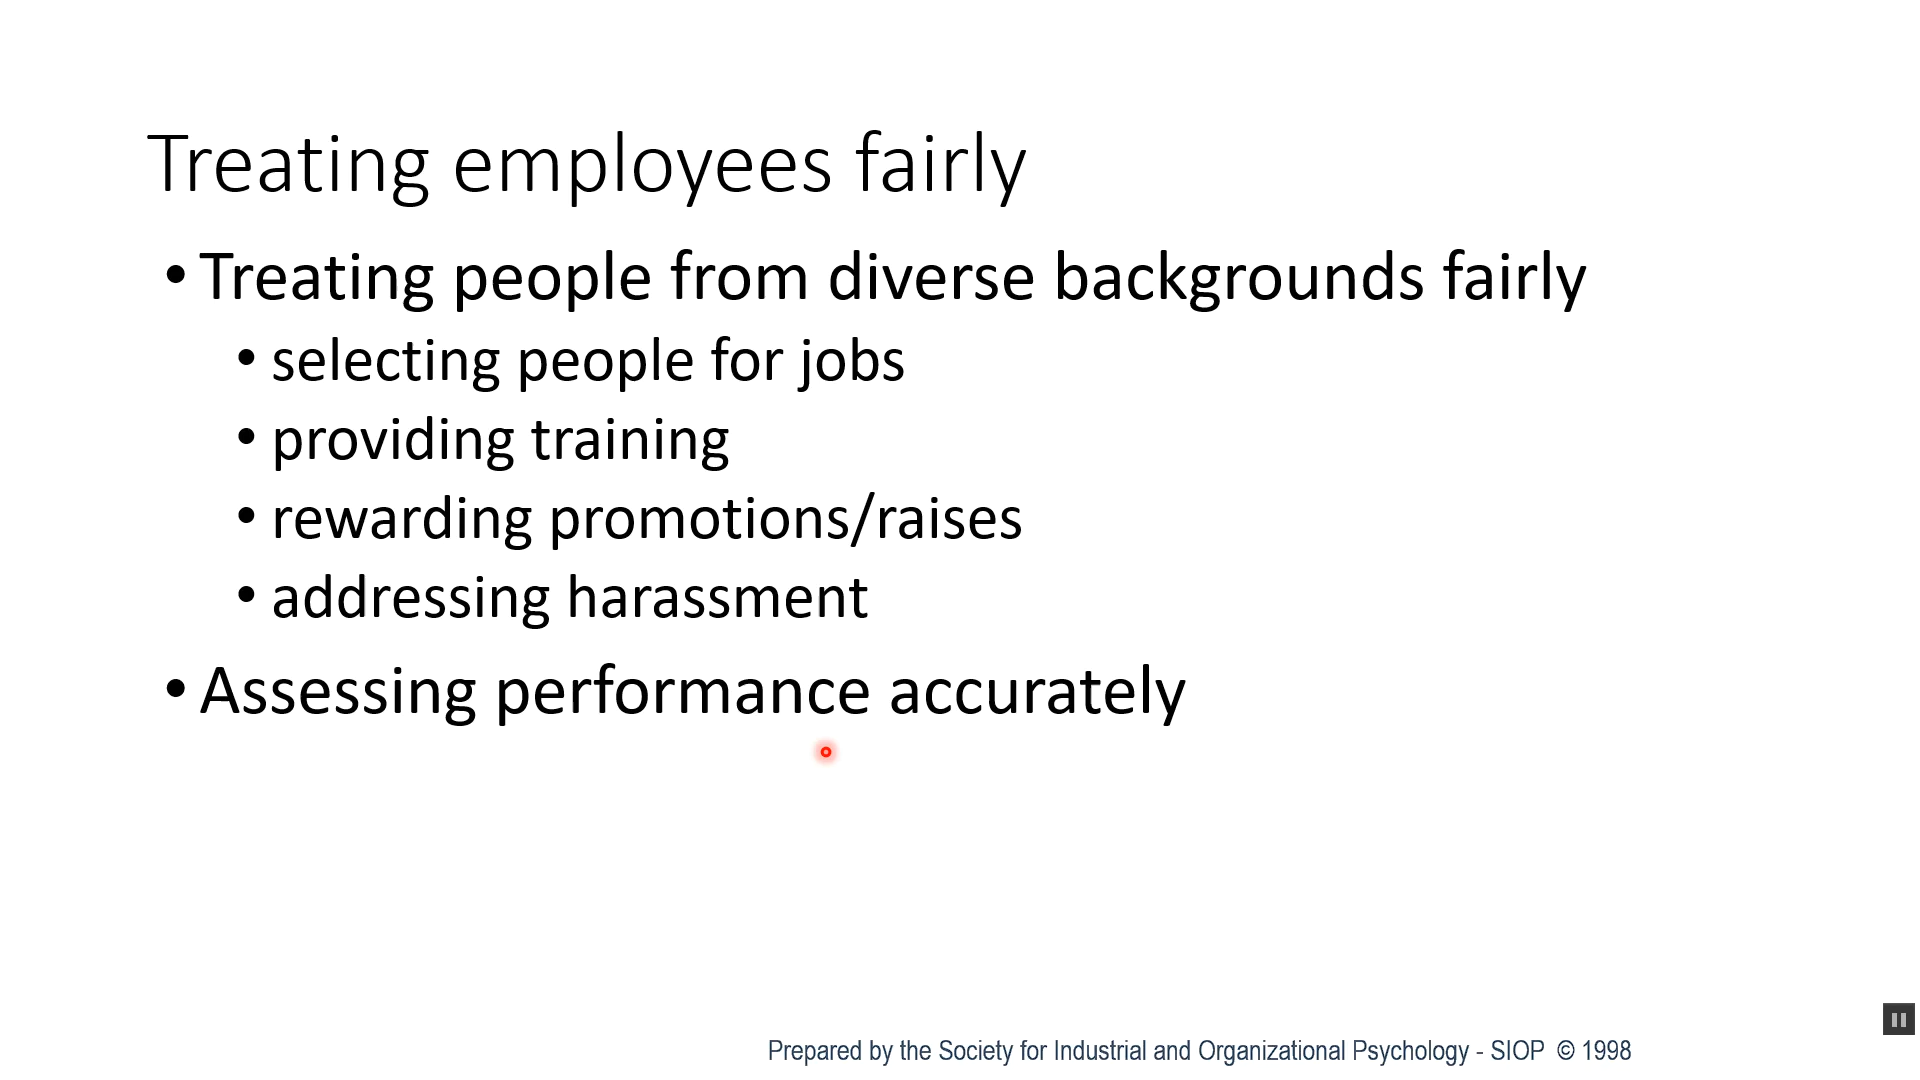 Treating employees fairly
• Treating people from diverse backgrounds fairly
• selecting people for jobs
• providing training
• rewarding promotions/raises
• addressing harassment
• Assessing performance accurately
Prepared by the Society for Industrial and Organizational Psychology - SIOP © 1998